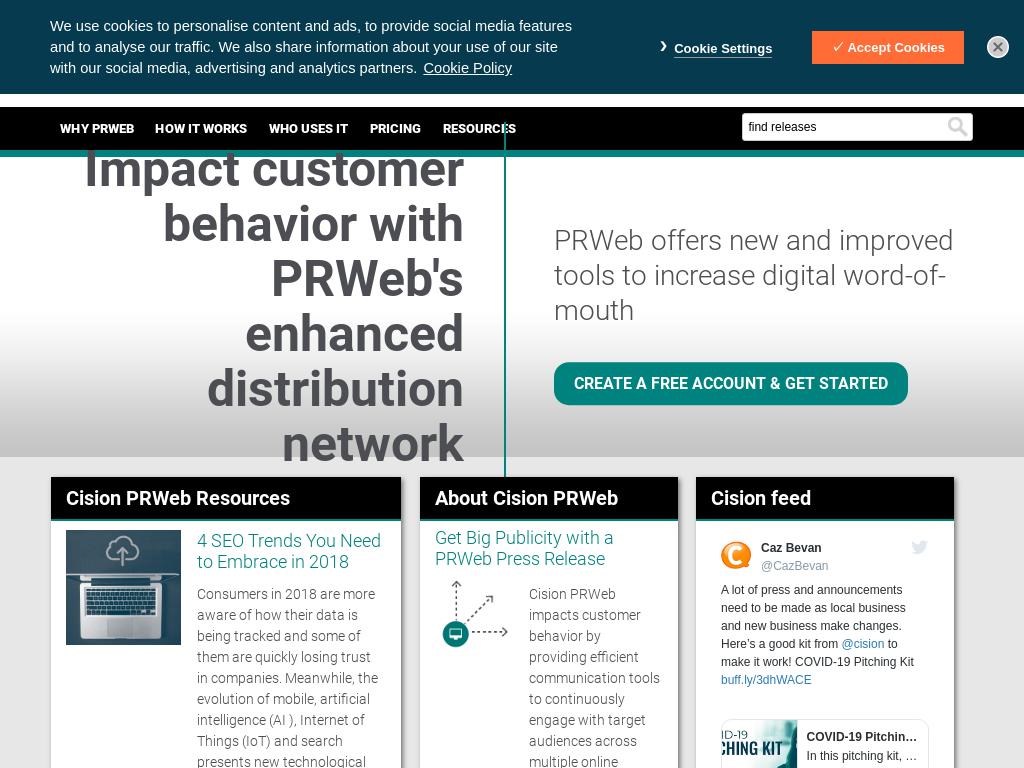 We use cookies to personalise content and ads, to provide social media features
and to analyse our traffic. We also share information about your use of our site
with our social media, advertising and analytics partners. Cookie Policy
Cookie Settings
✓ Accept Cookies
WHY PRWEB
HOW IT WORKS
WHO USES IT
PRICING
RESOURCES
find releases
Impact customer
behavior with
PRWeb's
enhanced
distribution
network
PRWeb offers new and improved
tools to increase digital word-of-
mouth
CREATE A FREE ACCOUNT & GET STARTED
Cision PRWeb Resources
4 SEO Trends You Need
to Embrace in 2018
Consumers in 2018 are more
aware of how their data is
being tracked and some of
them are quickly losing trust
in companies. Meanwhile, the
evolution of mobile, artificial
intelligence (AI ), Internet of
Things (IoT) and search
presents new technological
About Cision PRWeb
Get Big Publicity with a
PRWeb Press Release
Cision PRWeb
impacts customer
behavior by
providing efficient
communication tools
to continuously
engage with target
audiences across
multiple online
Cision feed
Caz Bevan
@CazBevan
A lot of press and announcements
need to be made as local business
and new business make changes.
Here's a good kit from @cision to
make it work! COVID-19 Pitching Kit
buff.ly/3dhWACE
ID-19
CHING KIT
COVID-19 Pitchin...
In this pitching kit, ...